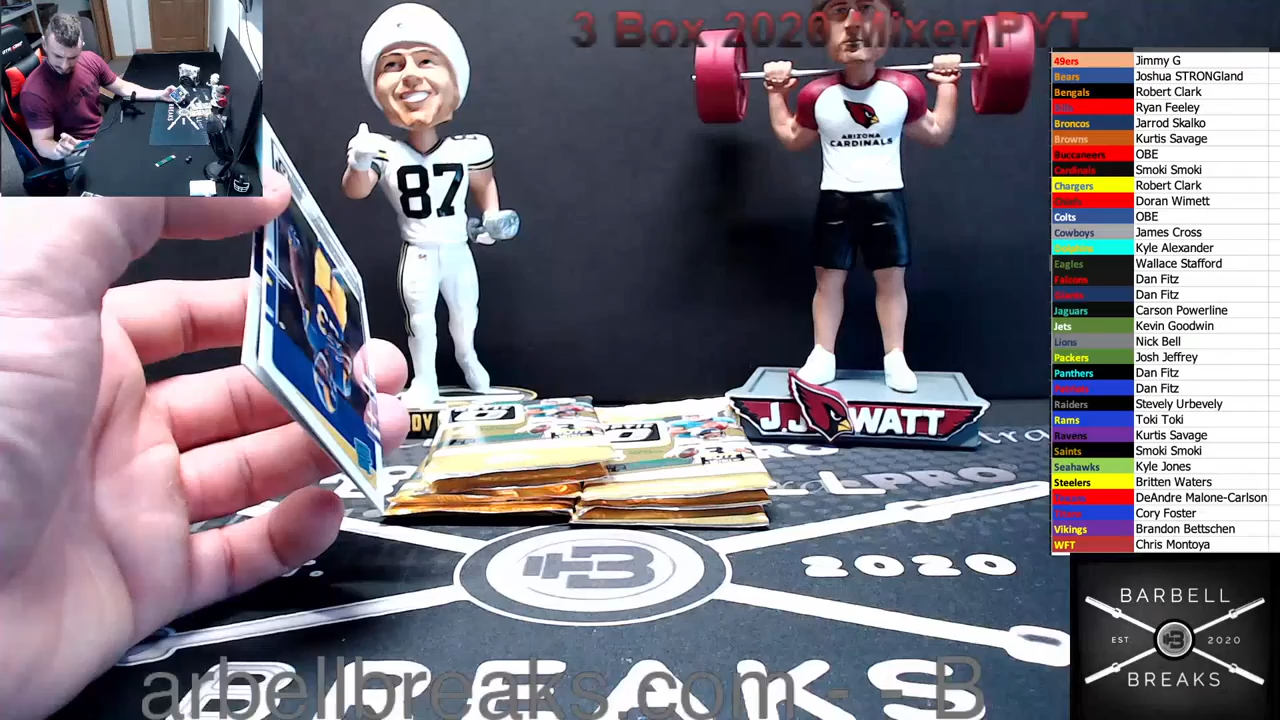 3 Box 2020 Mixer PYT
49ers Jimmy G
Bears Joshua STRONGland
Bengals Robert Clark
Ryan Feeley
Broncos Jarrod Skalko
Browns Kurtis Savage
Buccaneers OBE
Cardinals Smoki Smoki
Chargers Robert Clark
Chiefs Doran Wimett
Colts OBE
Cowboys James Cross
Dolphins Kyle Alexander
Eagles Wallace Stafford
Falcons Dan Fitz
Giants Dan Fitz
Jaguars Carson Powerline
Jets Kevin Goodwin
Lions Nick Bell
Packers Josh Jeffrey
Panthers Dan Fitz
Patriots Dan Fitz
Raiders Stevely Urbevely
Rams Toki Toki
Ravens Kurtis Savage
Saints Smoki Smoki
Seahawks Kyle Jones
Steelers Britten Waters
Texans DeAndre Malone-Carlson
Titans Cory Foster
Vikings Brandon Bettschen
WFT Chris Montoya
87
ARIZONA
CARDINALS
DY
J.J. WATT
2020
BREAKS
arbellbreaks.com - - B
BARBELL
EST. 2020
BREAKS